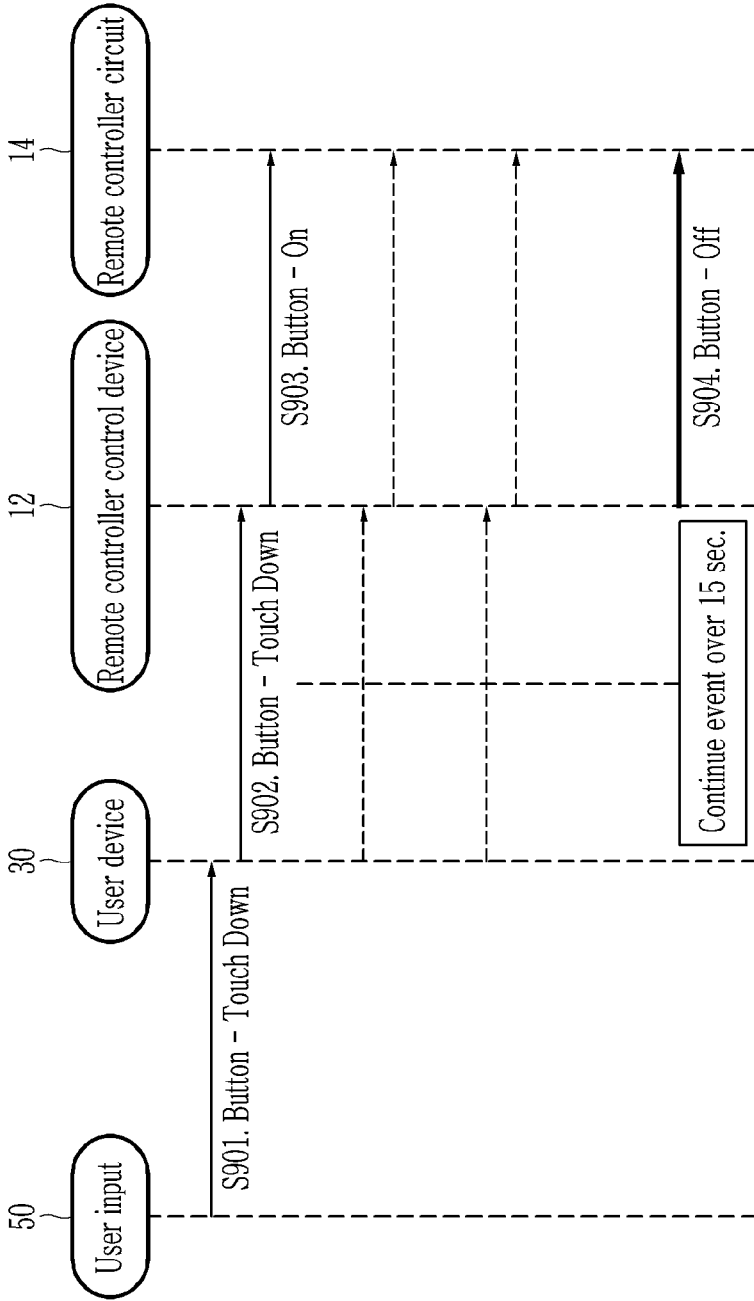 50
30
12
14
User input
User device
Remote controller control device
Remote controller circuit
S901. Button - Touch Down
S902. Button - Touch Down
S903. Button - On
Continue event over 15 sec.
S904. Button - Off